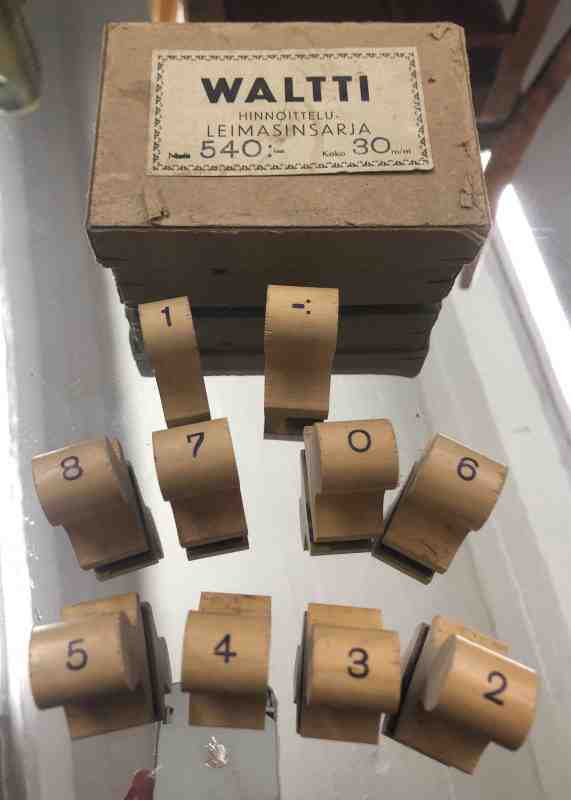 WALTTI
HINNOITTELU-
LEIMASINSARJA
540:- Koko 30 m/m
1 -:
8 7 0 6
5 4 3 2